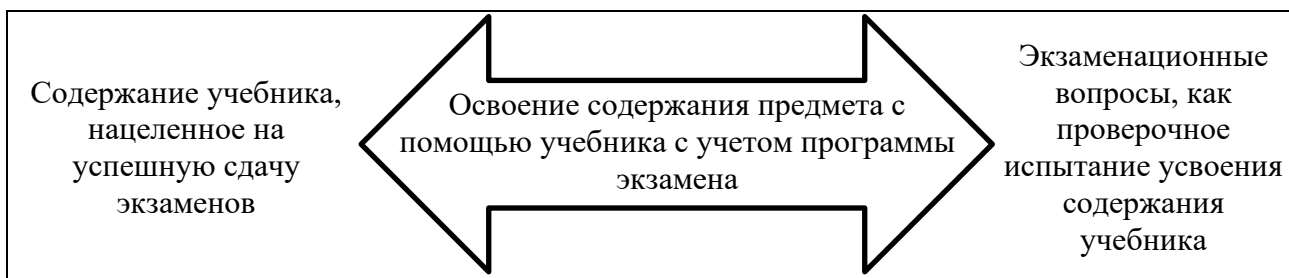 Содержание учебника,
нацеленное на
успешную сдачу
экзаменов
Освоение содержания предмета с
помощью учебника с учетом программы
экзамена
Экзаменационные
вопросы, как
проверочное
испытание усвоения
содержания
учебника